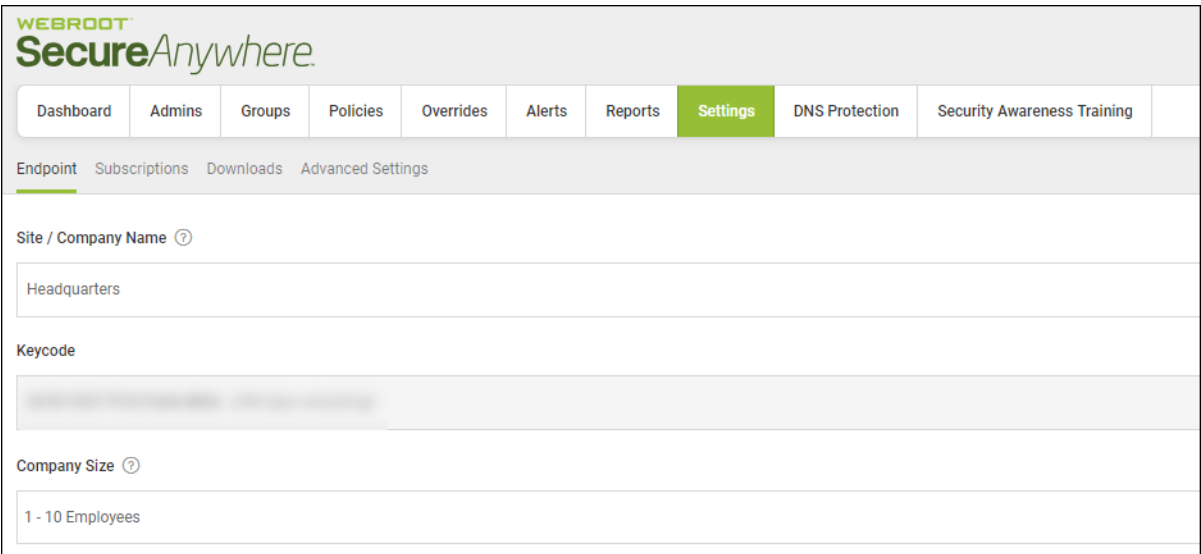 WEBROOT
SecureAnywhere.
Dashboard Admins Groups Policies Overrides Alerts Reports Settings DNS Protection Security Awareness Training
Endpoint Subscriptions Downloads Advanced Settings
Site / Company Name ?
Headquarters
Keycode
Company Size ?
1 - 10 Employees